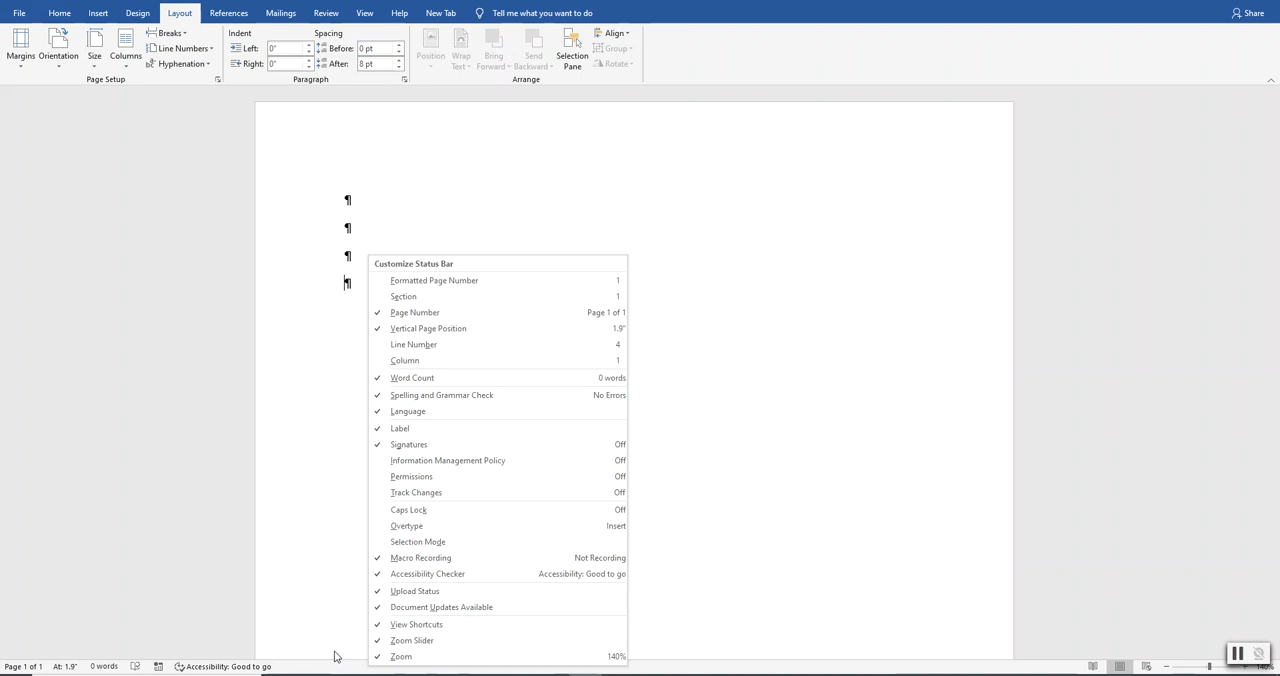 File Home Insert Design Layout References Mailings Review View Help New Tab Tell me what you want to do Share
Indent Spacing
Margins Orientation Size Columns
Breaks
Line Numbers
Hyphenation
Page Setup
Left: 0"
Right: 0"
Before: 0 pt
After: 8 pt
Paragraph
Position
Wrap
Text
Bring
Forward
Send
Backward
Selection
Pane
Align
Group
Rotate
Arrange
¶
¶
¶
¶
Customize Status Bar
Formatted Page Number 1
Section 1
Page Number Page 1 of 1
Vertical Page Position 1.9"
Line Number 4
Column 1
Word Count 0 words
Spelling and Grammar Check No Errors
Language
Label
Signatures Off
Information Management Policy Off
Permissions Off
Track Changes Off
Caps Lock Off
Overtype Insert
Selection Mode
Macro Recording Not Recording
Accessibility Checker Accessibility: Good to go
Upload Status
Document Updates Available
View Shortcuts
Zoom Slider
Zoom 140%
Page 1 of 1 At: 1.9" 0 words Accessibility: Good to go 140%